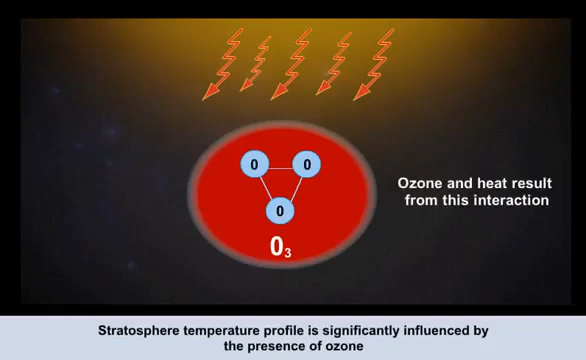 0 0
0
0₃
Ozone and heat result
from this interaction
Stratosphere temperature profile is significantly influenced by
the presence of ozone